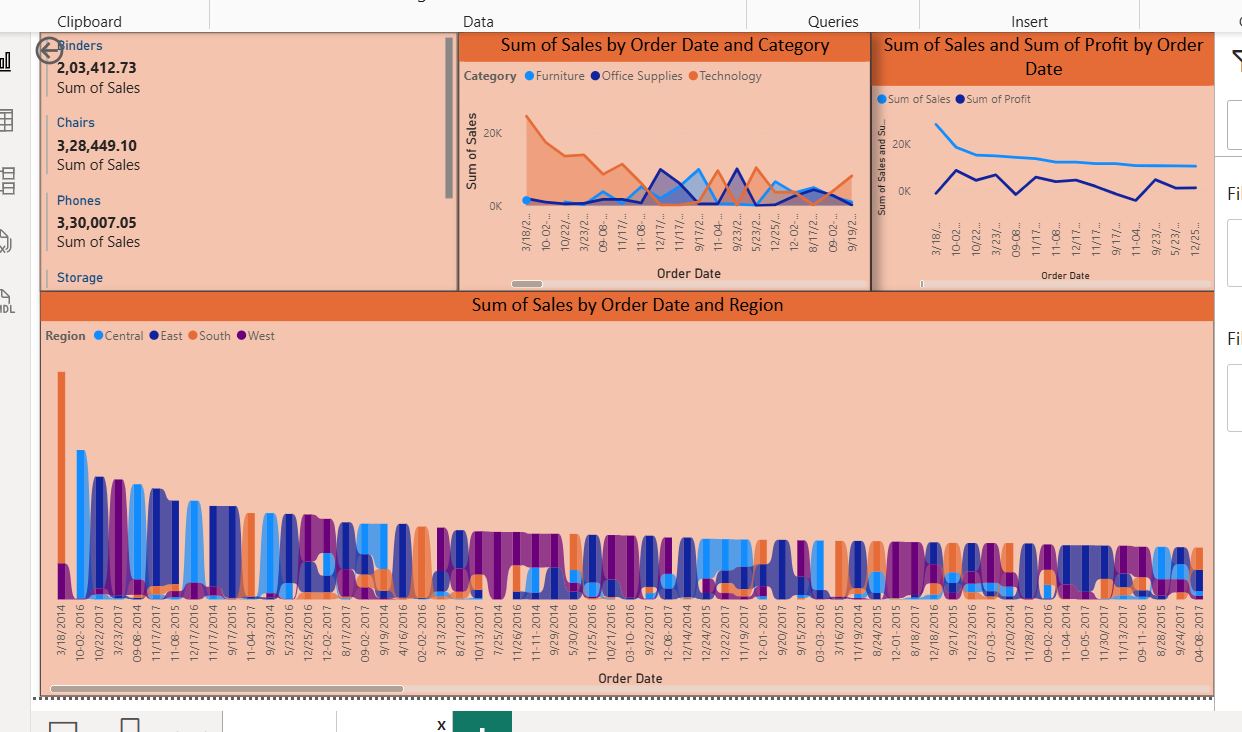 Clipboard
Data
Queries
Insert
Binders
2,03,412.73
Sum of Sales
Chairs
3,28,449.10
Sum of Sales
Phones
3,30,007.05
Sum of Sales
Storage
Sum of Sales by Order Date and Category
Category Furniture Office Supplies Technology
Sum of Sales
20K
0K
3/18/2... 10-02-... 10/22/... 3/23/2... 09-08-... 11/17/... 11-08-... 12/17/... 11/17/... 9/17/2... 11-04-... 9/23/2... 5/23/2... 12/25/... 12-02-... 8/17/2... 09-02-... 9/19/2...
Order Date
Sum of Sales and Sum of Profit by Order
Date
Sum of Sales Sum of Profit
Sum of Sales and Su...
20K
0K
3/18/... 10-02... 10/22... 3/23/... 09-08... 11/17... 11-08... 12/17... 11/17... 9/17/... 11-04... 9/23/... 5/23/... 12/25...
Order Date
Sum of Sales by Order Date and Region
Region Central East South West
3/18/2014 10-02-2016 10/22/2017 3/23/2017 09-08-2014 11/17/2017 11-08-2015 12/17/2017 11/17/2014 9/17/2015 11-04-2017 9/23/2014 5/23/2016 12/25/2016 12-02-2017 8/17/2017 09-02-2017 9/19/2014 4/16/2016 02-02-2016 3/13/2016 8/21/2017 10/13/2017 7/25/2014 11/26/2016 11-11-2014 9/29/2014 5/30/2016 11/25/2016 10/21/2016 03-10-2016 9/22/2017 12-08-2017 12/14/2014 12/24/2015 12/22/2017 11/19/2017 12-01-2016 9/20/2017 9/15/2017 03-03-2016 3/16/2015 11/19/2014 8/24/2015 12-01-2015 8/18/2017 12/18/2016 9/21/2015 12/23/2016 07-03-2017 12/20/2014 11/28/2017 09-02-2016 11-04-2014 10-05-2017 11/30/2017 11/13/2017 09-11-2016 8/28/2015 9/24/2017 04-08-2017
Order Date
Fi
Fi
X